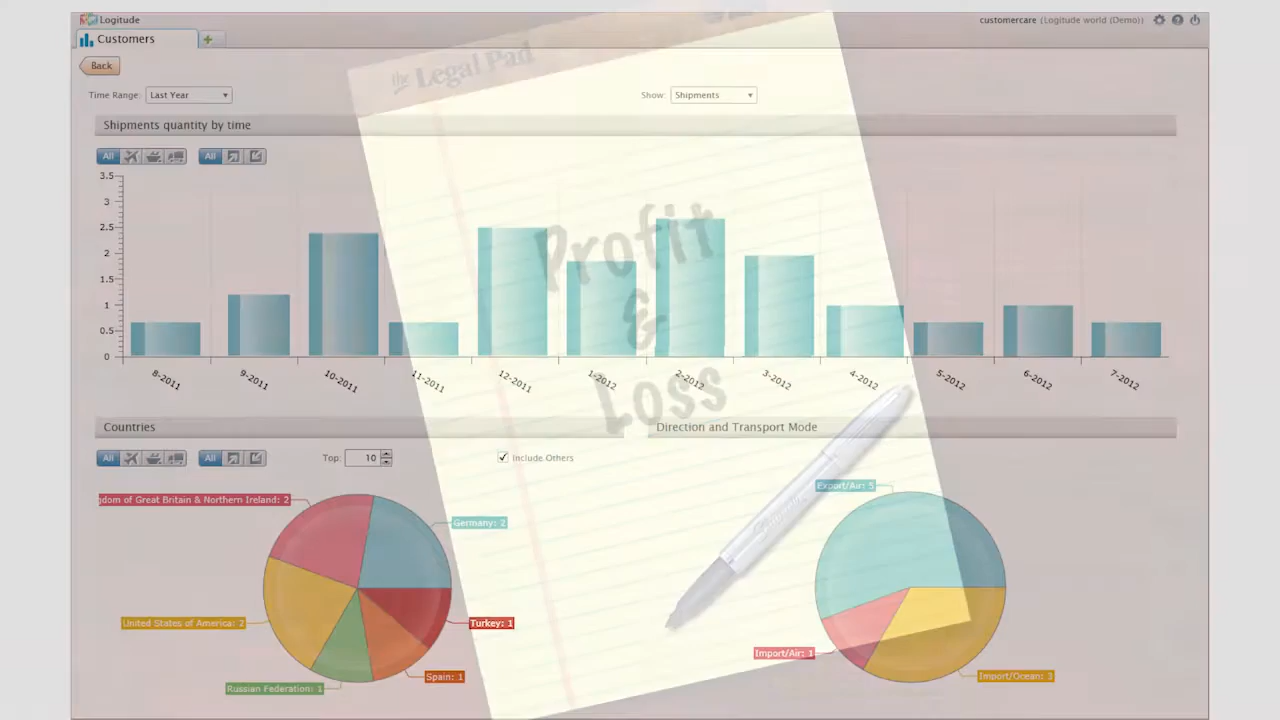 Logitude
customercare (Logitude world (Demo))
Customers
Back
the Legal Pad
Time Range: Last Year
Show: Shipments
Shipments quantity by time
All
All
3.5
3
2.5
2
1.5
1
0.5
0
Profit
&
Loss
8-2011
9-2011
10-2011
11-2011
12-2011
1-2012
2-2012
3-2012
4-2012
5-2012
6-2012
7-2012
Countries
Direction and Transport Mode
All
All
Top: 10
Include Others
gdom of Great Britain & Northern Ireland: 2
Germany: 2
United States of America: 2
Turkey: 1
Spain: 1
Russian Federation: 1
Export/Air: 5
Import/Air: 1
Import/Ocean: 3